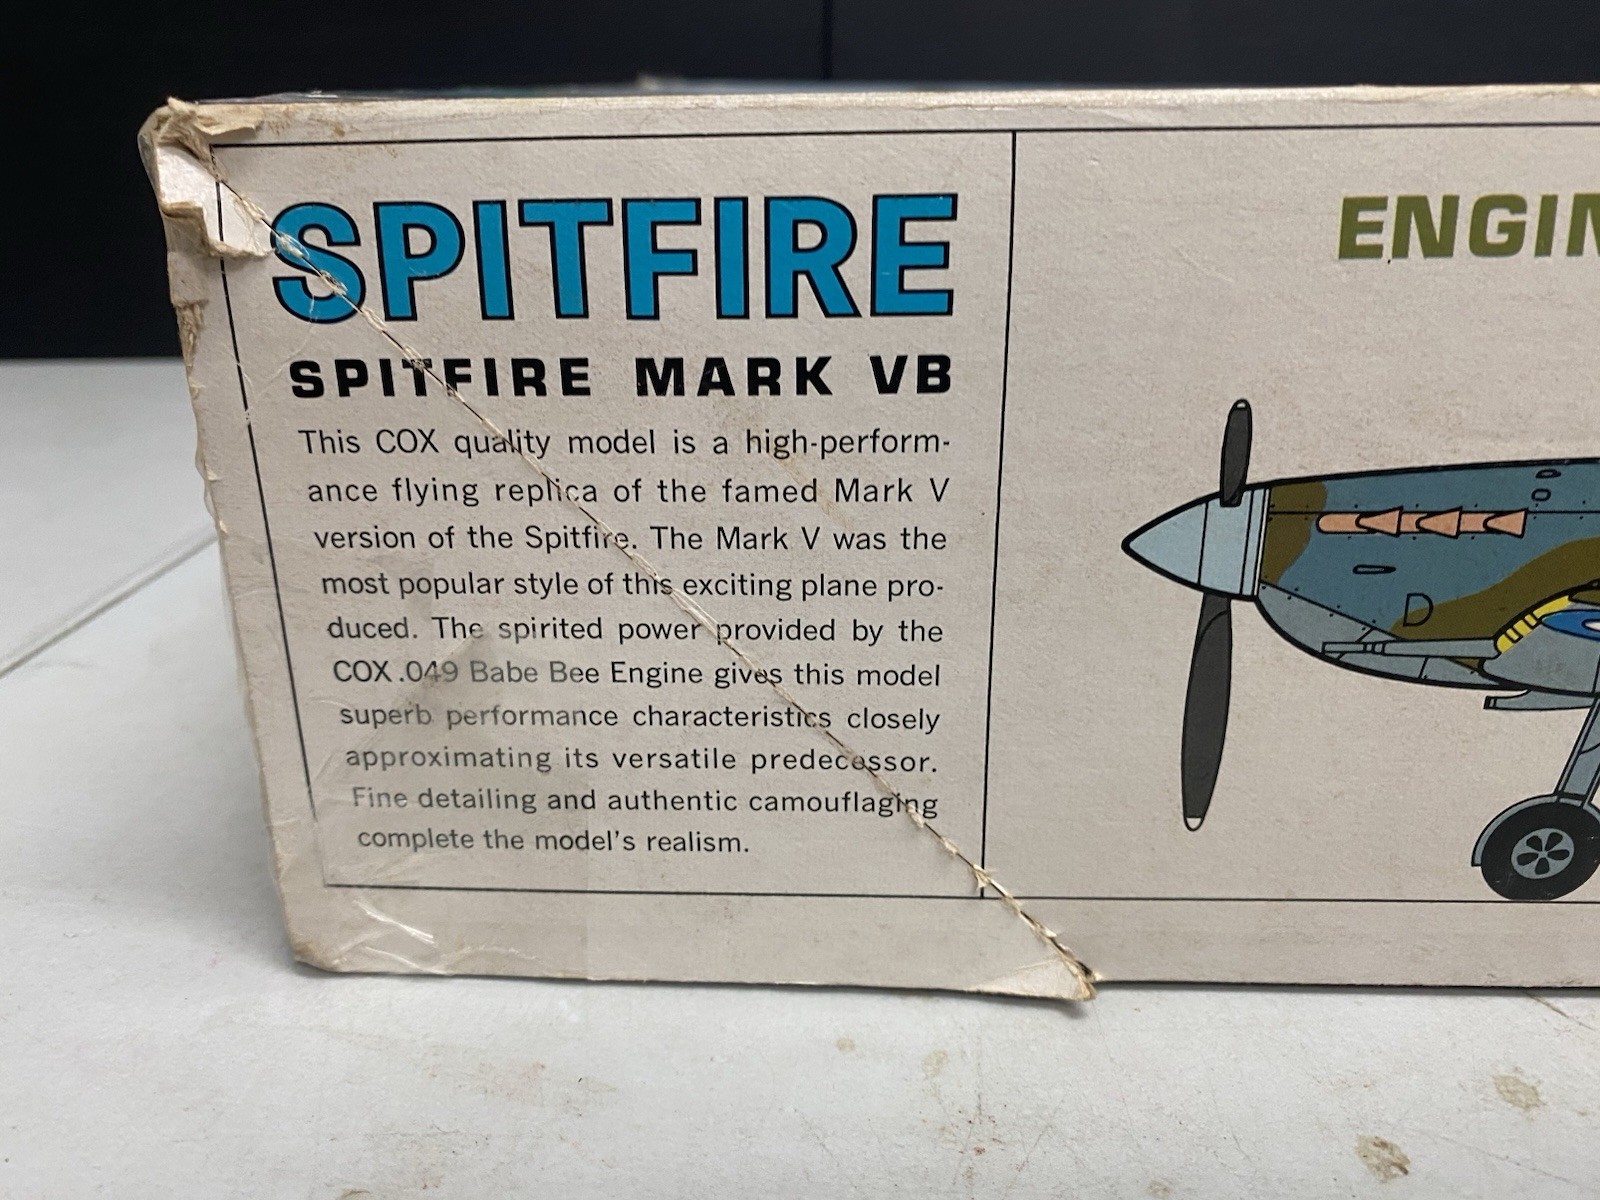 SPITFIRE
SPITFIRE MARK VB
This COX quality model is a high-perform-
ance flying replica of the famed Mark V
version of the Spitfire. The Mark V was the
most popular style of this exciting plane pro-
duced. The spirited power provided by the
COX .049 Babe Bee Engine gives this model
superb performance characteristics closely
approximating its versatile predecessor.
Fine detailing and authentic camouflaging
complete the model's realism.
ENGIN
D